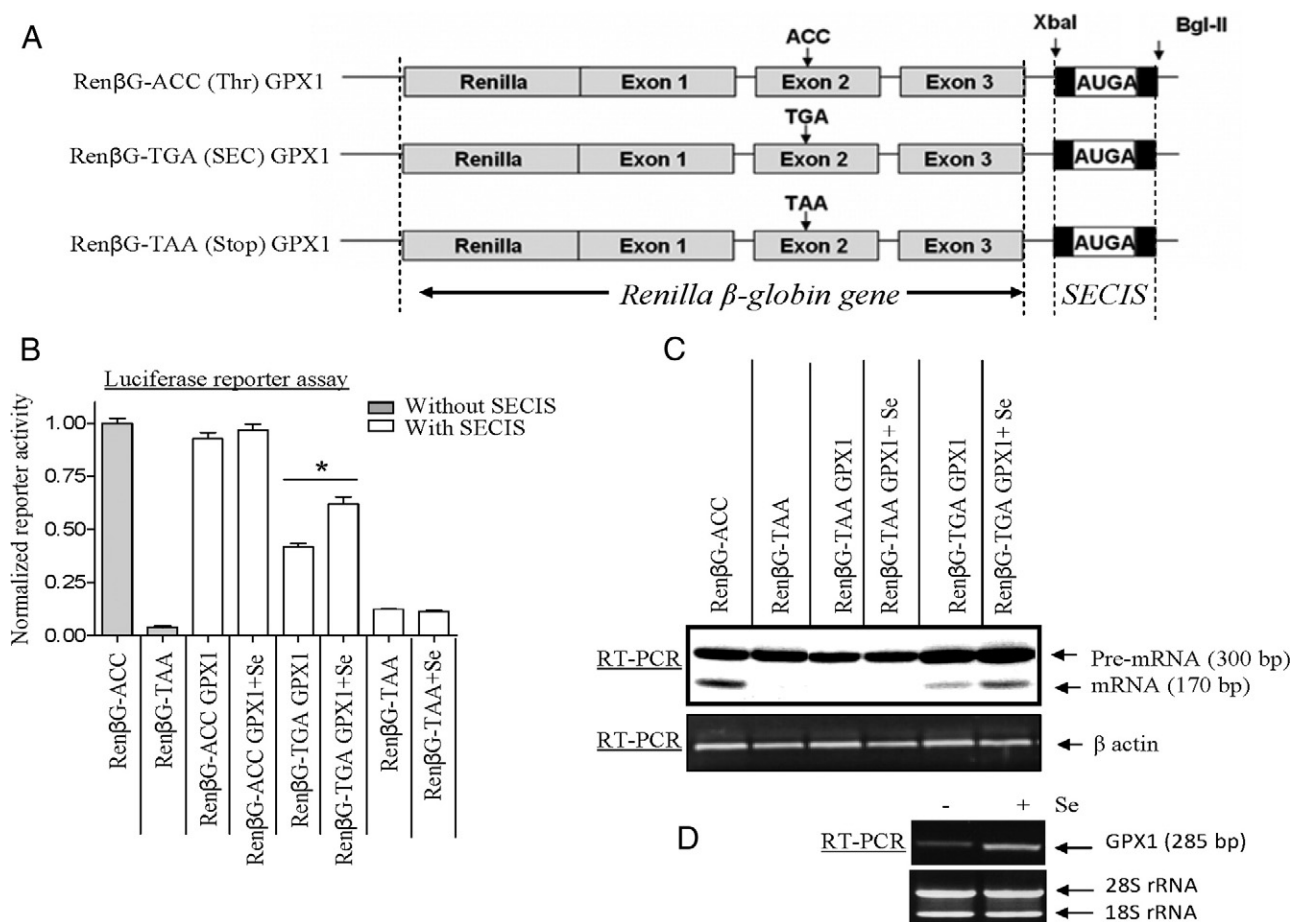 A
XbaI
Bgl-II
ACC
RenβG-ACC (Thr) GPX1
Renilla
Exon 1
Exon 2
Exon 3
AUGA
TGA
RenβG-TGA (SEC) GPX1
Renilla
Exon 1
Exon 2
Exon 3
AUGA
TAA
RenβG-TAA (Stop) GPX1
Renilla
Exon 1
Exon 2
Exon 3
AUGA
Renilla β-globin gene
SECIS
B
Luciferase reporter assay
Without SECIS
With SECIS
*
Normalized reporter activity
1.00
0.75
0.50
0.25
0.00
RenβG-ACC
RenβG-TAA
RenβG-ACC GPX1
RenβG-ACC GPX1+Se
RenβG-TGA GPX1
RenβG-TGA GPX1+Se
RenβG-TAA
RenβG-TAA+Se
C
RenβG-ACC
RenβG-TAA
RenβG-TAA GPX1
RenβG-TAA GPX1+ Se
RenβG-TGA GPX1
RenβG-TGA GPX1+ Se
RT-PCR
Pre-mRNA (300 bp)
mRNA (170 bp)
RT-PCR
β actin
D
- + Se
RT-PCR
GPX1 (285 bp)
28S rRNA
18S rRNA